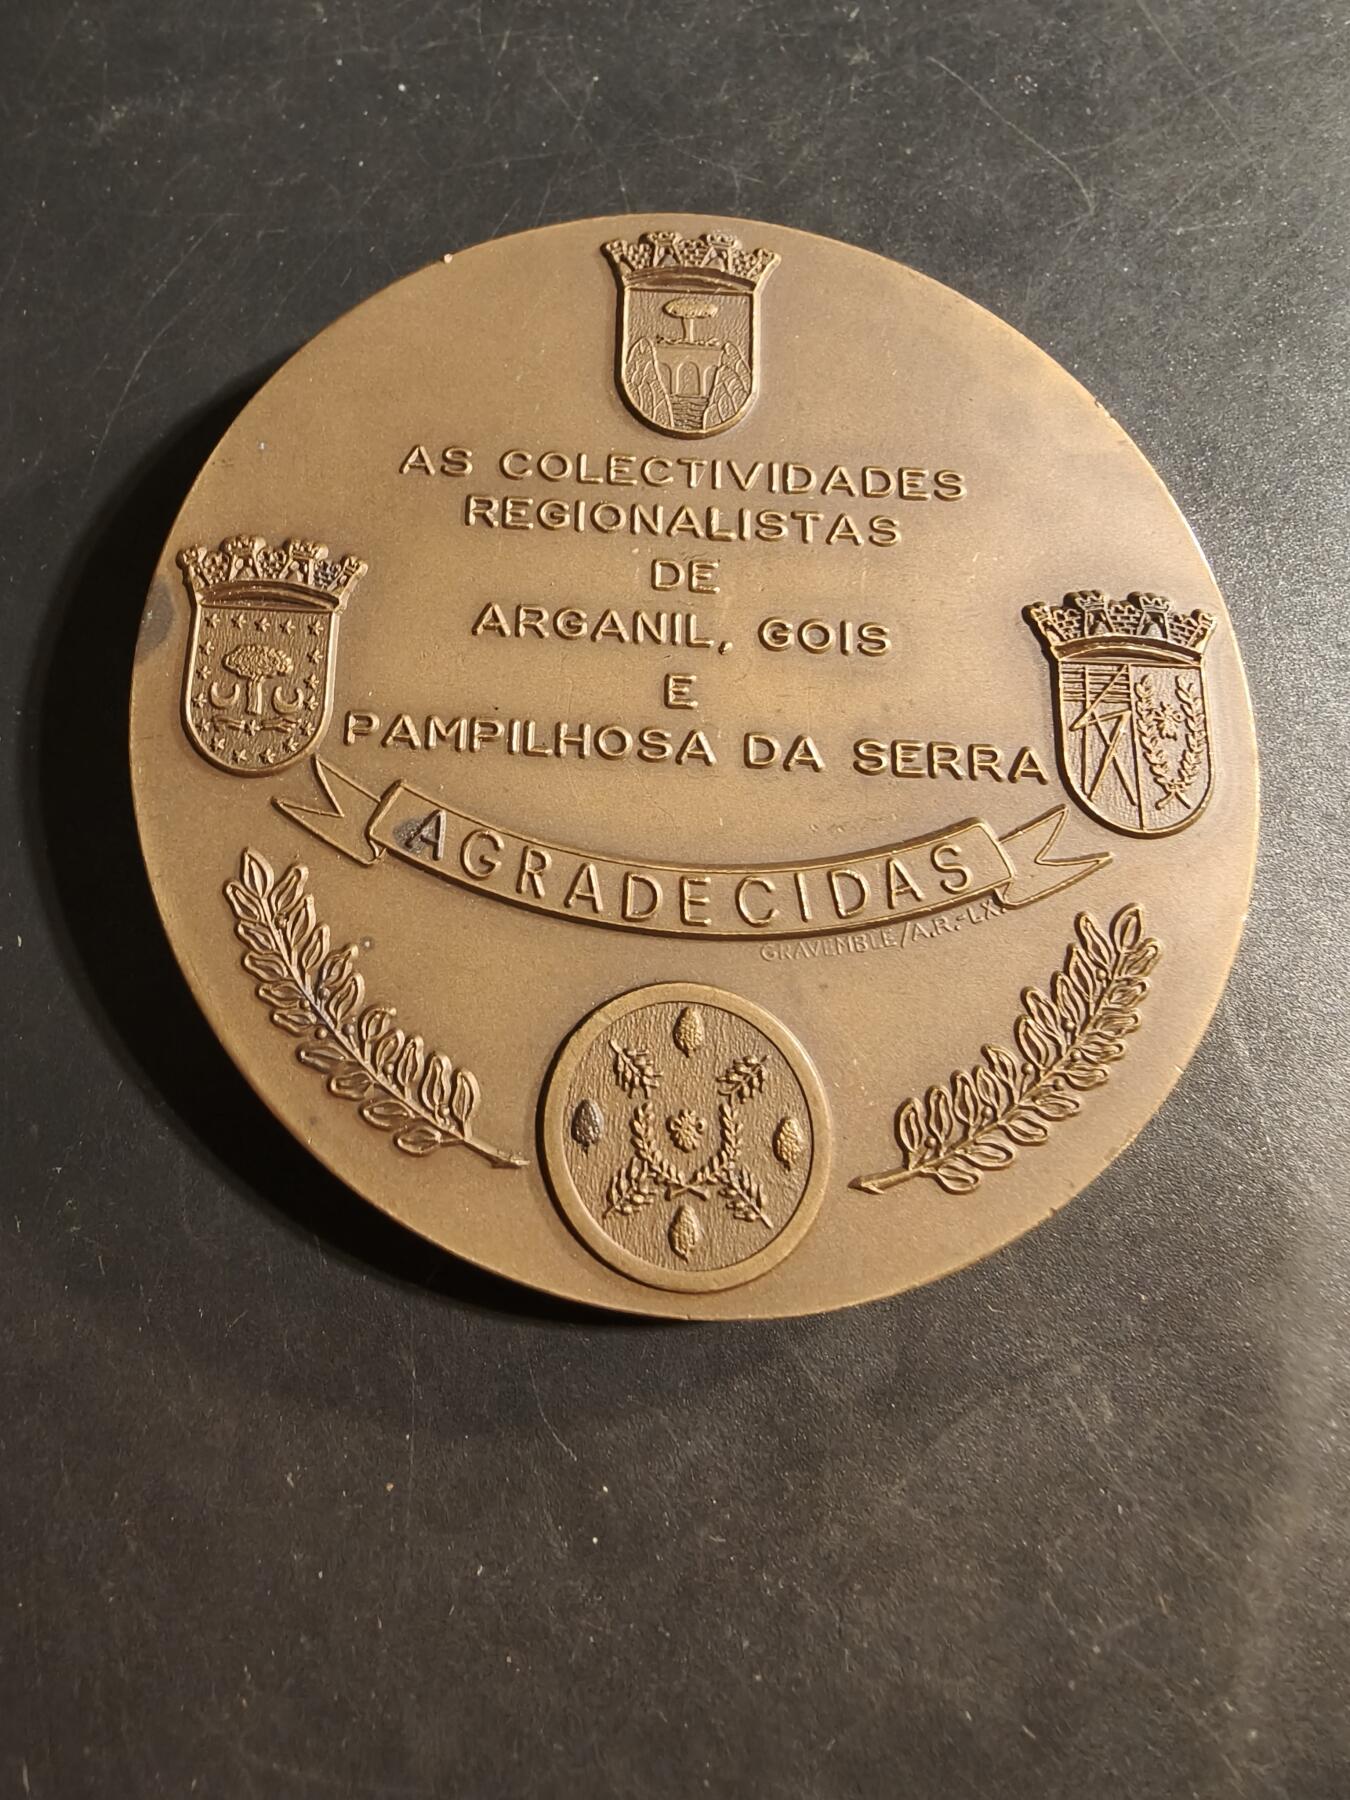 AS COLECTIVIDADES
REGIONALISTAS
DE
ARGANIL, GOIS
E
PAMPILHOSA DA SERRA
AGRADECIDAS
GRAVEMBLE/A.R.-LX.